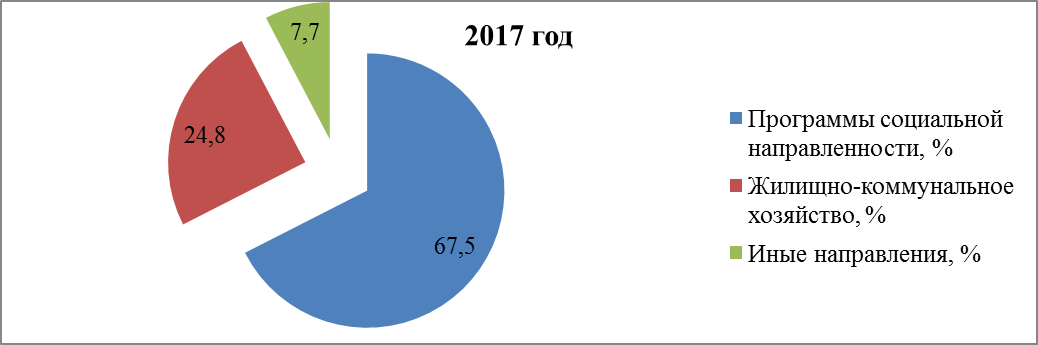 2017 год
7,7
24,8
67,5
Программы социальной
направленности, %
Жилищно-коммунальное
хозяйство, %
Иные направления, %